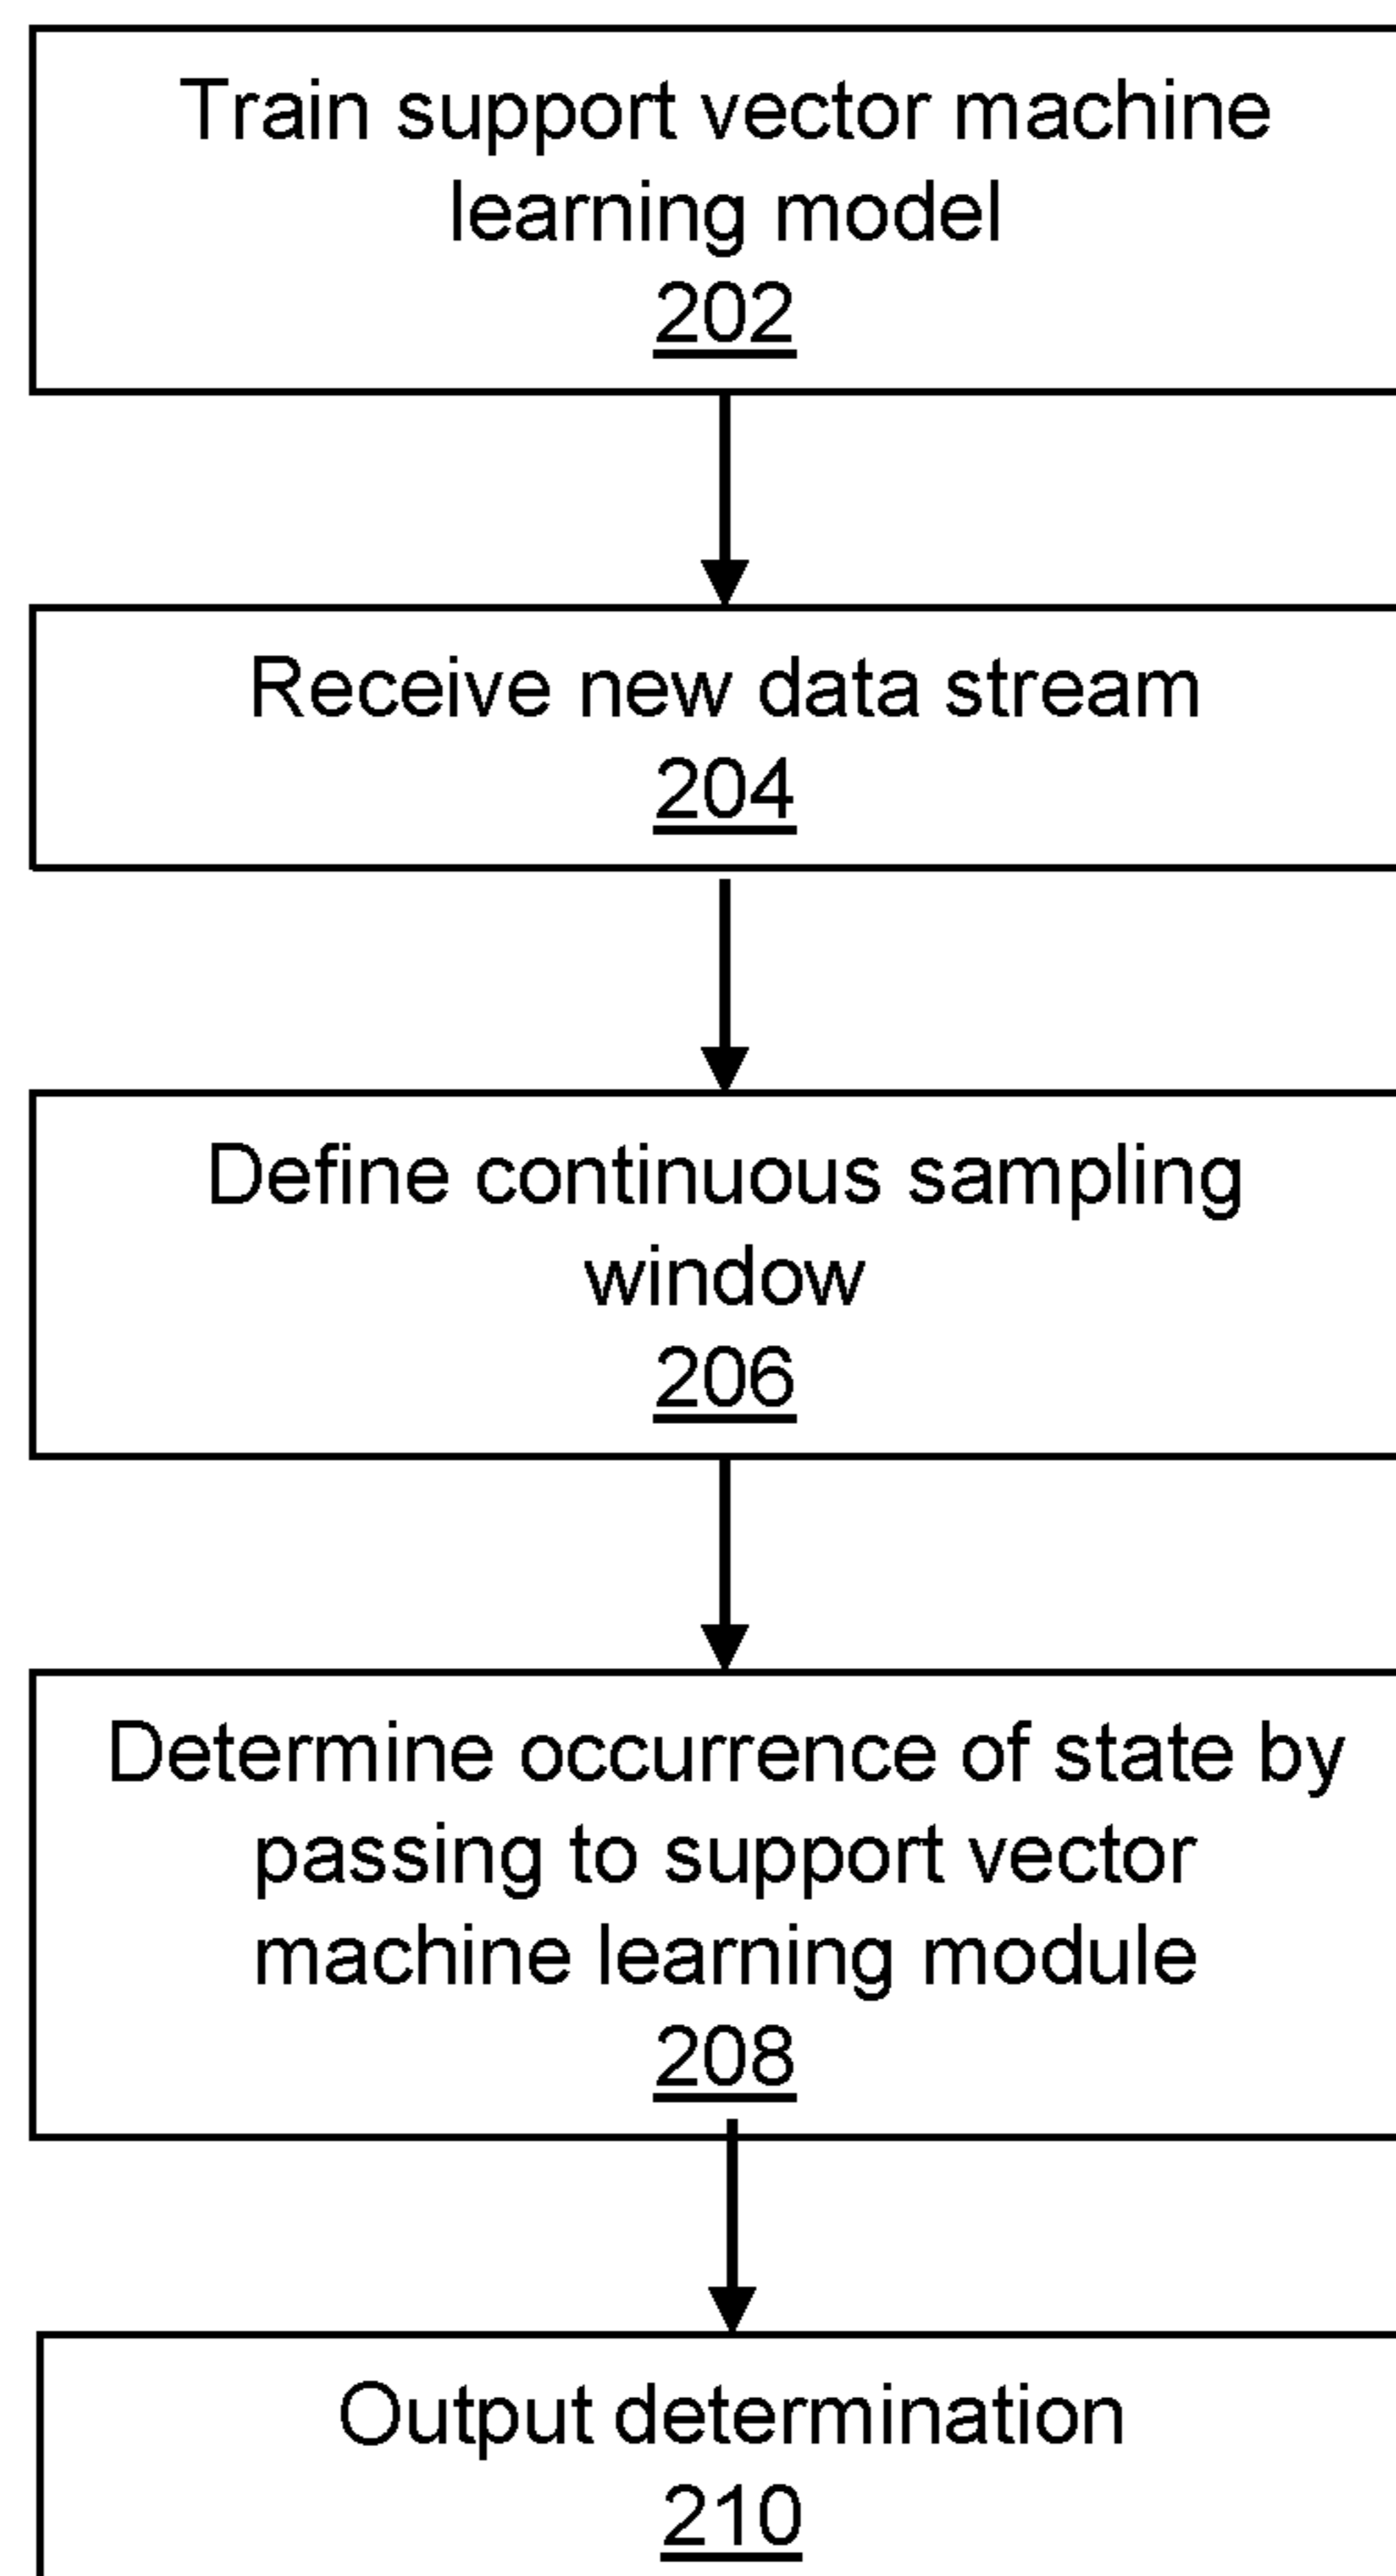 Train support vector machine
learning model
202
Receive new data stream
204
Define continuous sampling
window
206
Determine occurrence of state by
passing to support vector
machine learning module
208
Output determination
210